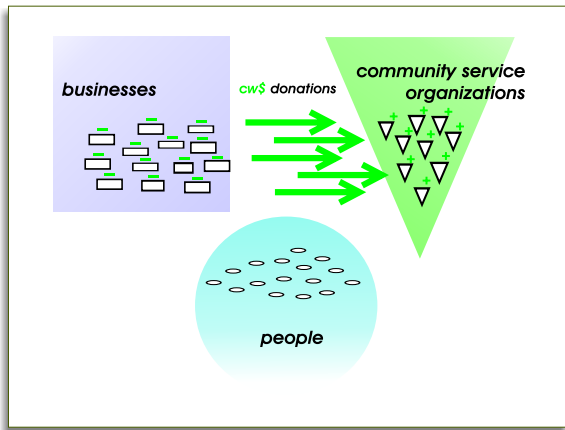 businesses
cw$ donations
community service
organizations
people